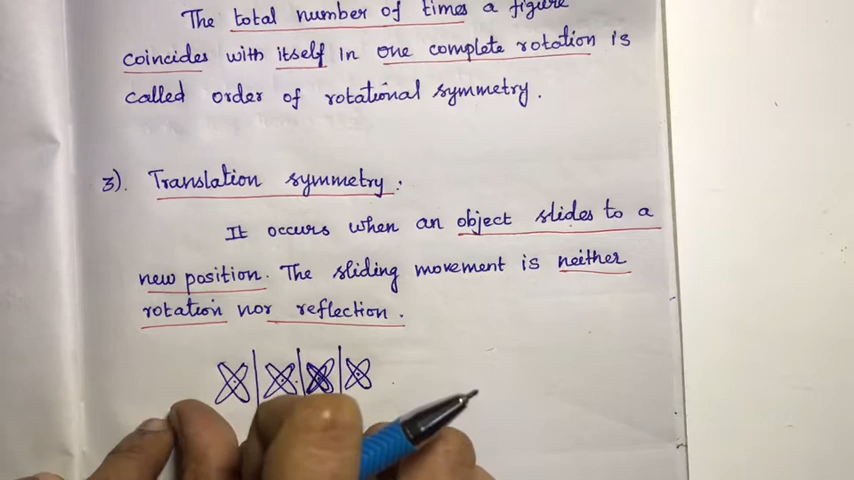 The total number of times a figure
coincides with itself in one complete rotation is
called order of rotational symmetry.
3). Translation symmetry:
It occurs when an object slides to a
new position. The sliding movement is neither
rotation nor reflection.